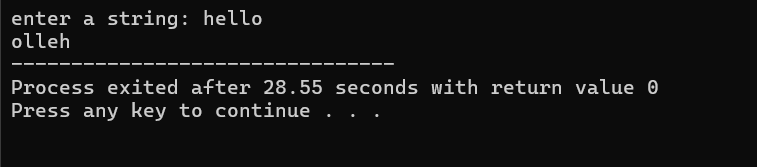 enter a string: hello
olleh
--------------------------------
Process exited after 28.55 seconds with return value 0
Press any key to continue . . .